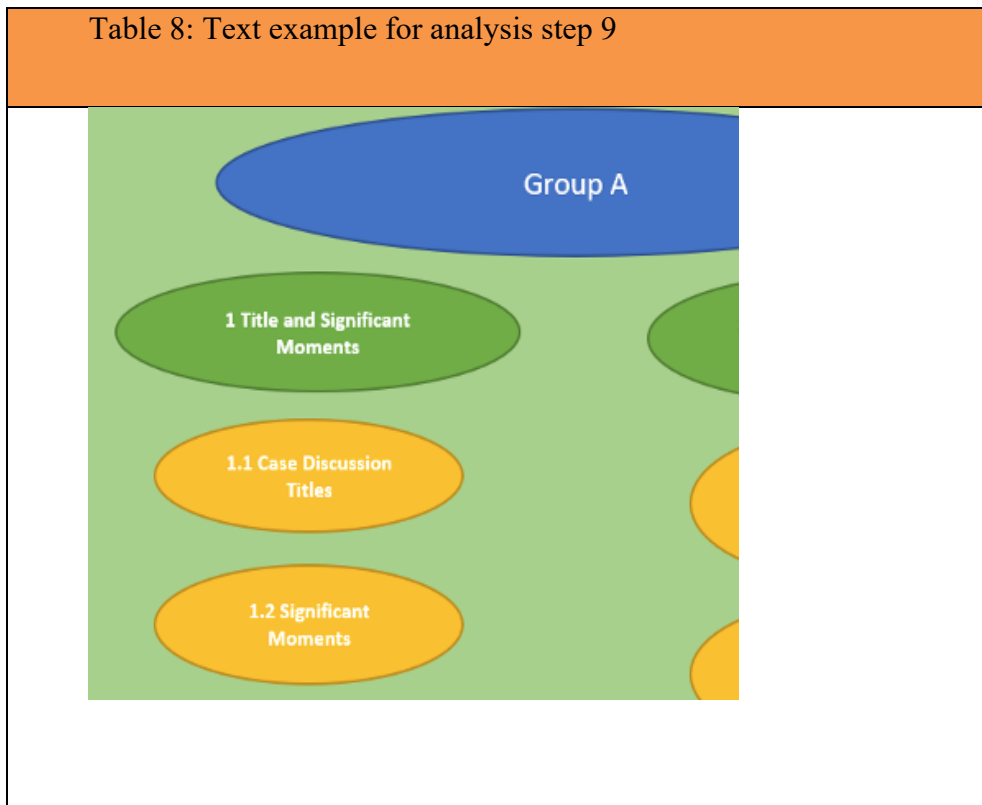 Table 8: Text example for analysis step 9
Group A
1 Title and Significant
Moments
1.1 Case Discussion
Titles
1.2 Significant
Moments